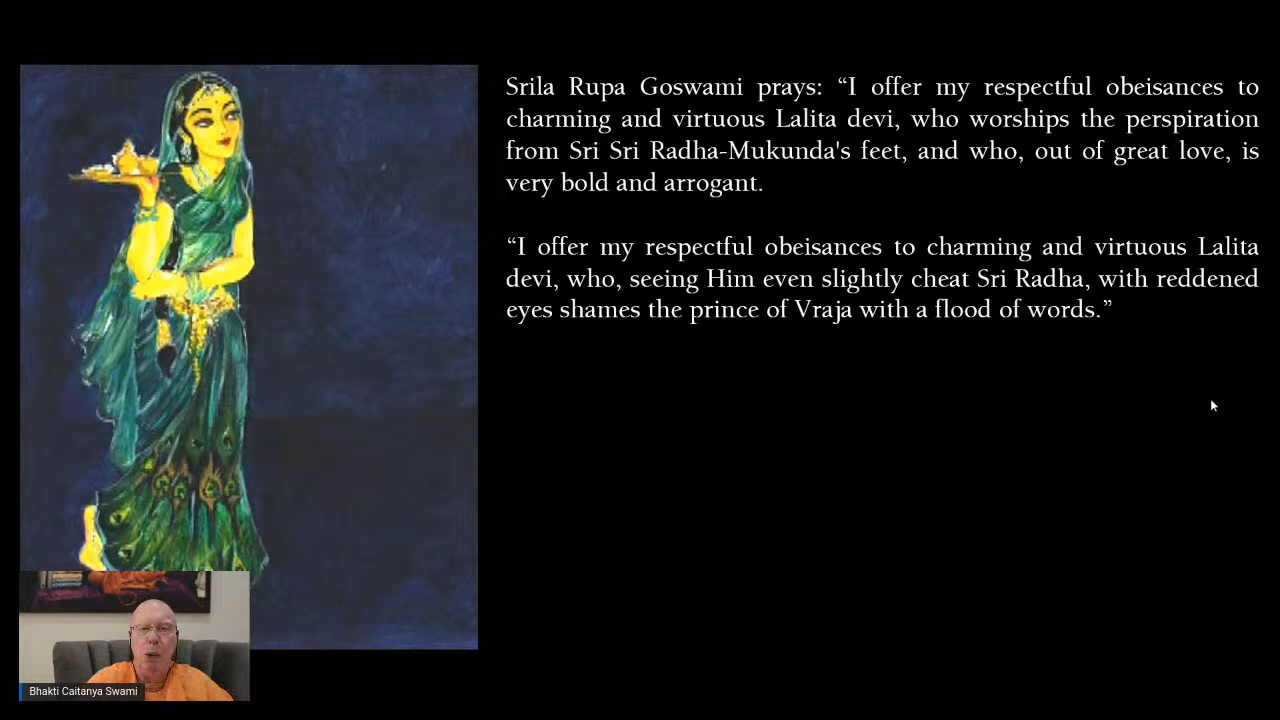 Srila Rupa Goswami prays: “I offer my respectful obeisances to
charming and virtuous Lalita devi, who worships the perspiration
from Sri Sri Radha-Mukunda's feet, and who, out of great love, is
very bold and arrogant.
“I offer my respectful obeisances to charming and virtuous Lalita
devi, who, seeing Him even slightly cheat Sri Radha, with reddened
eyes shames the prince of Vraja with a flood of words.”
Bhakti Caitanya Swami